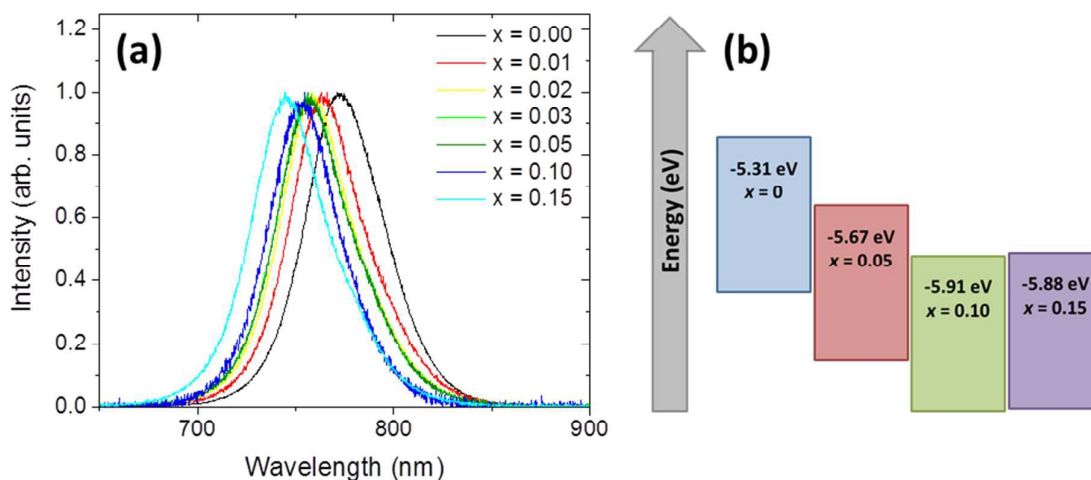 (a)
1.2
1.0
0.8
0.6
0.4
0.2
0.0
Intensity (arb. units)
700
800
900
Wavelength (nm)
x = 0.00
x = 0.01
x = 0.02
x = 0.03
x = 0.05
x = 0.10
x = 0.15
(b)
Energy (eV)
-5.31 eV
x = 0
-5.67 eV
x = 0.05
-5.91 eV
x = 0.10
-5.88 eV
x = 0.15